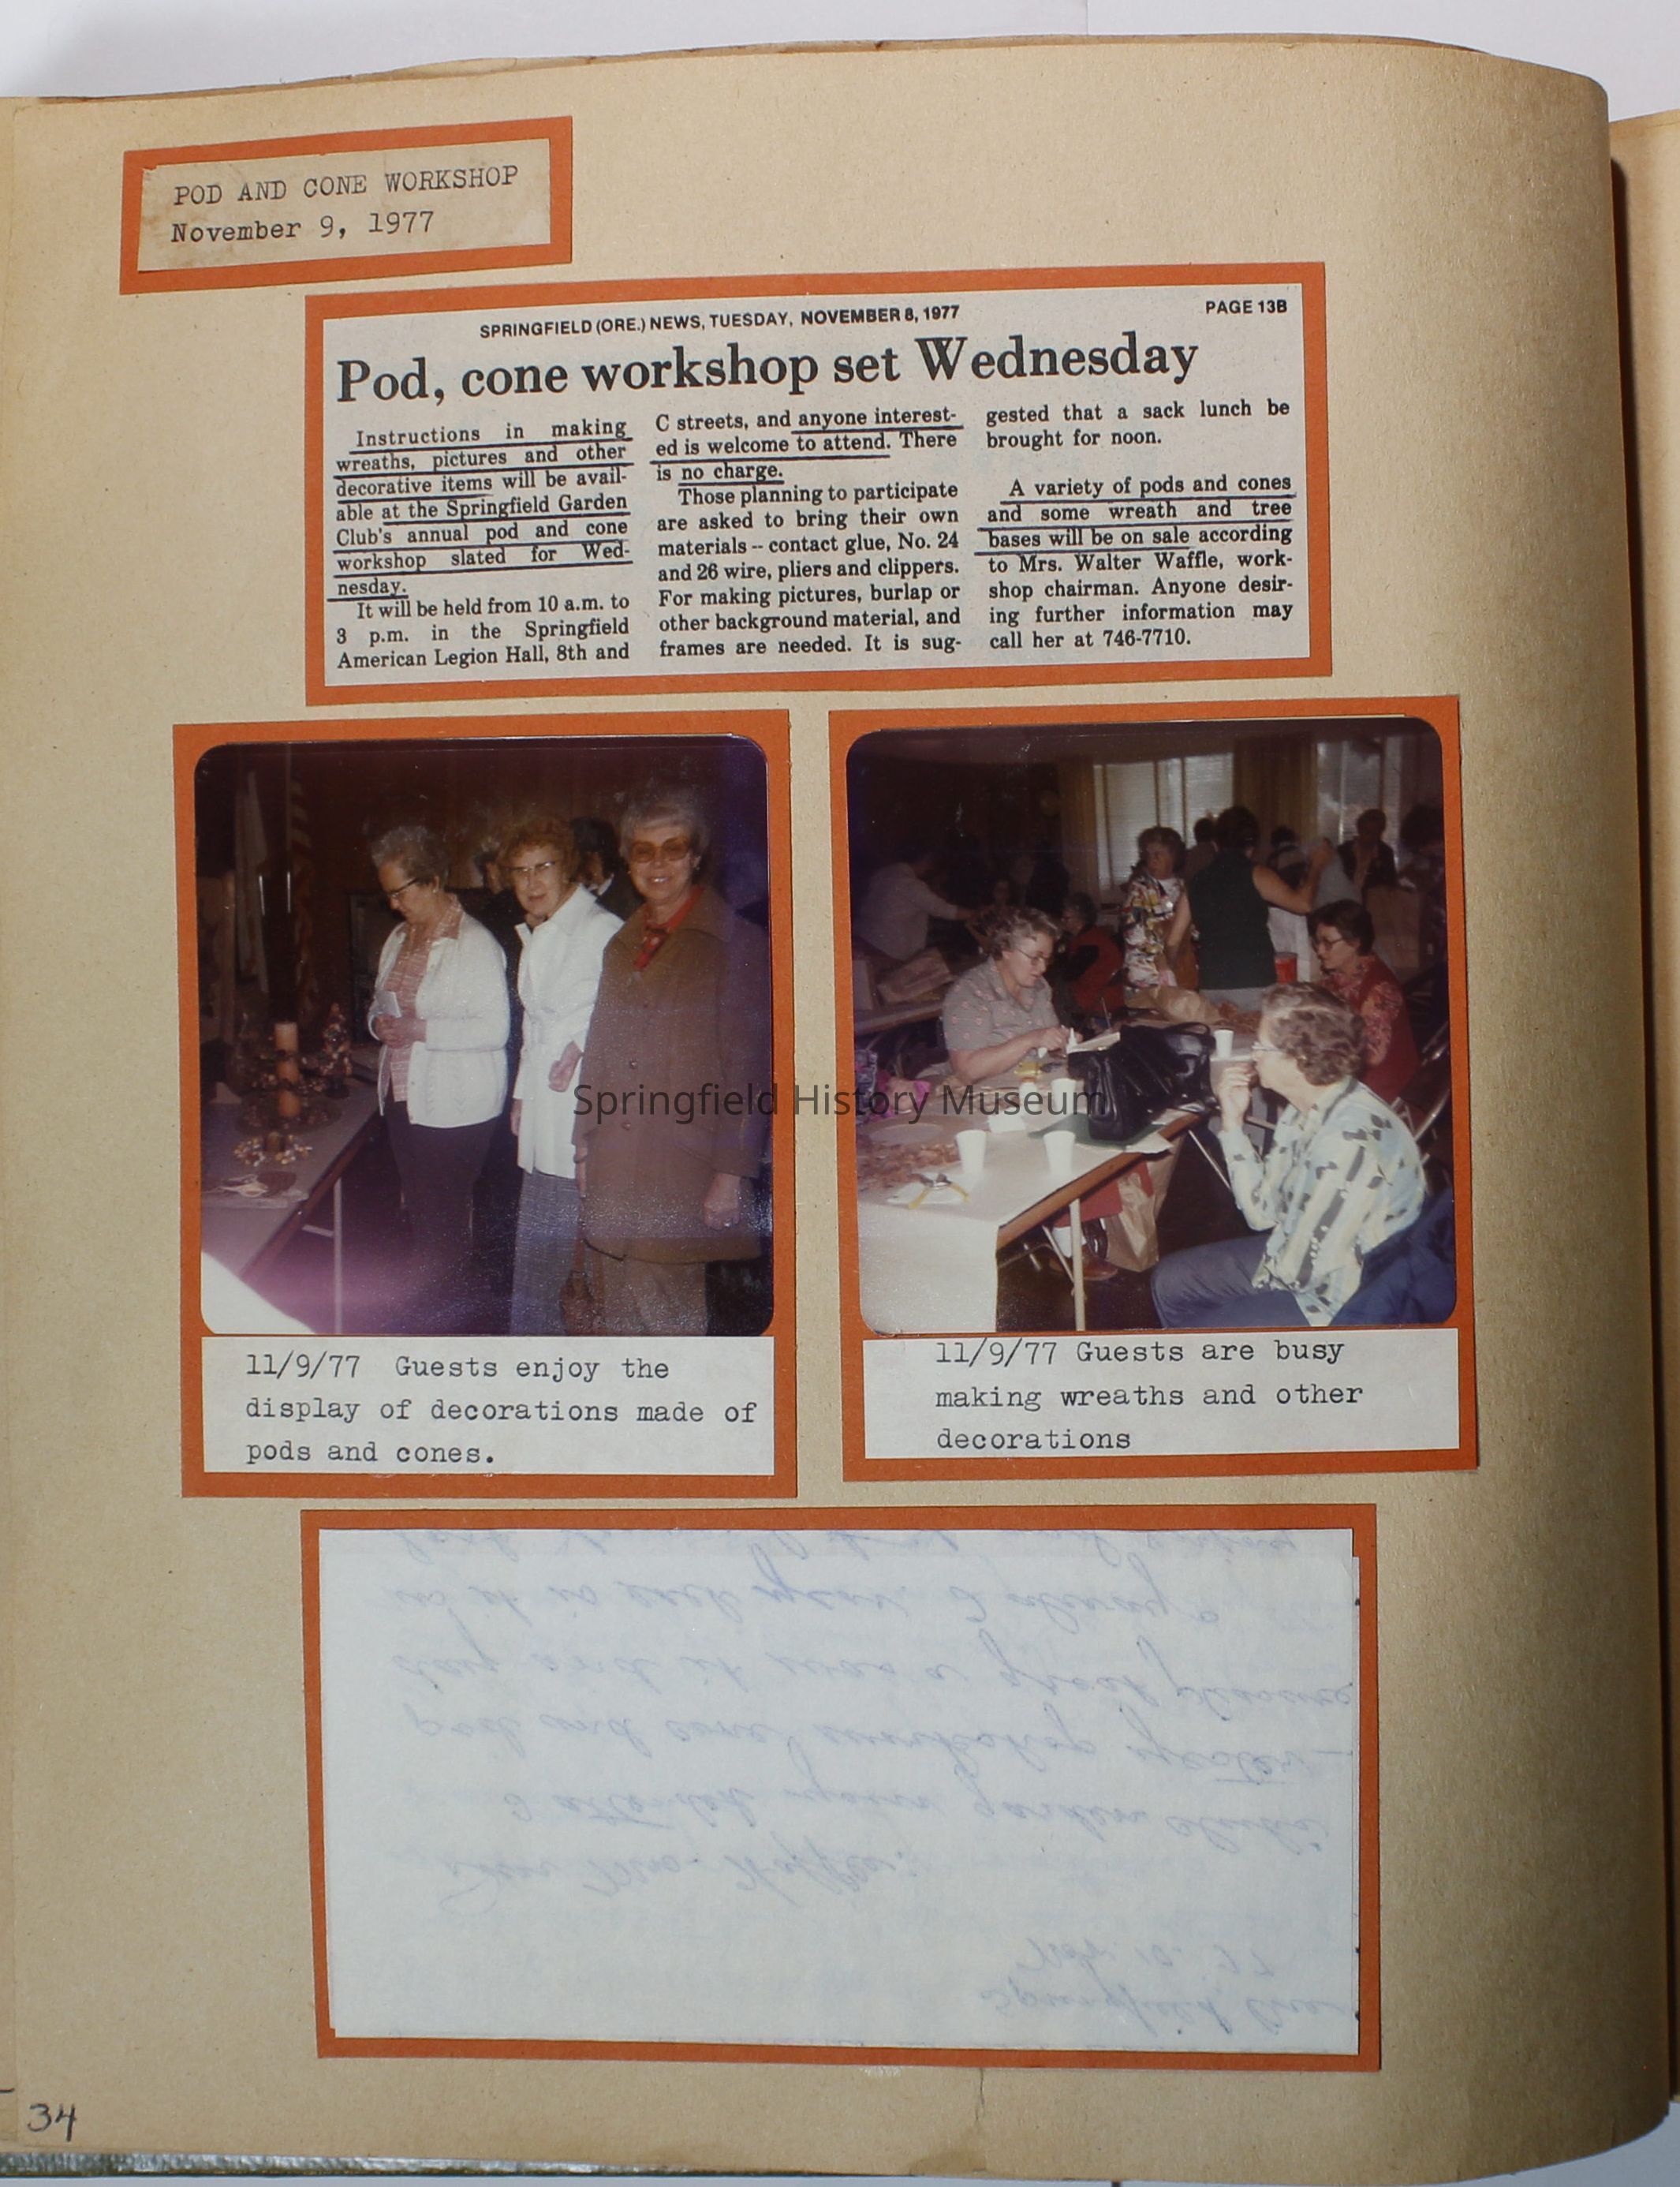 POD AND CONE WORKSHOP
November 9, 1977
SPRINGFIELD (ORE.) NEWS, TUESDAY, NOVEMBER 8, 1977
PAGE 13B
Pod, cone workshop set Wednesday
Instructions in making
wreaths, pictures and other
decorative items will be avail-
able at the Springfield Garden
Club's annual pod and cone
workshop slated for Wed-
nesday.
It will be held from 10 a.m. to
3 p.m. in the Springfield
American Legion Hall, 8th and
C streets, and anyone interest-
ed is welcome to attend. There
is no charge.
Those planning to participate
are asked to bring their own
materials -- contact glue, No. 24
and 26 wire, pliers and clippers.
For making pictures, burlap or
other background material, and
frames are needed. It is sug-
gested that a sack lunch be
brought for noon.
A variety of pods and cones
and some wreath and tree
bases will be on sale according
to Mrs. Walter Waffle, work-
shop chairman. Anyone desir-
ing further information may
call her at 746-7710.
Springfield History Museum
11/9/77 Guests enjoy the
display of decorations made of
pods and cones.
11/9/77 Guests are busy
making wreaths and other
decorations
34